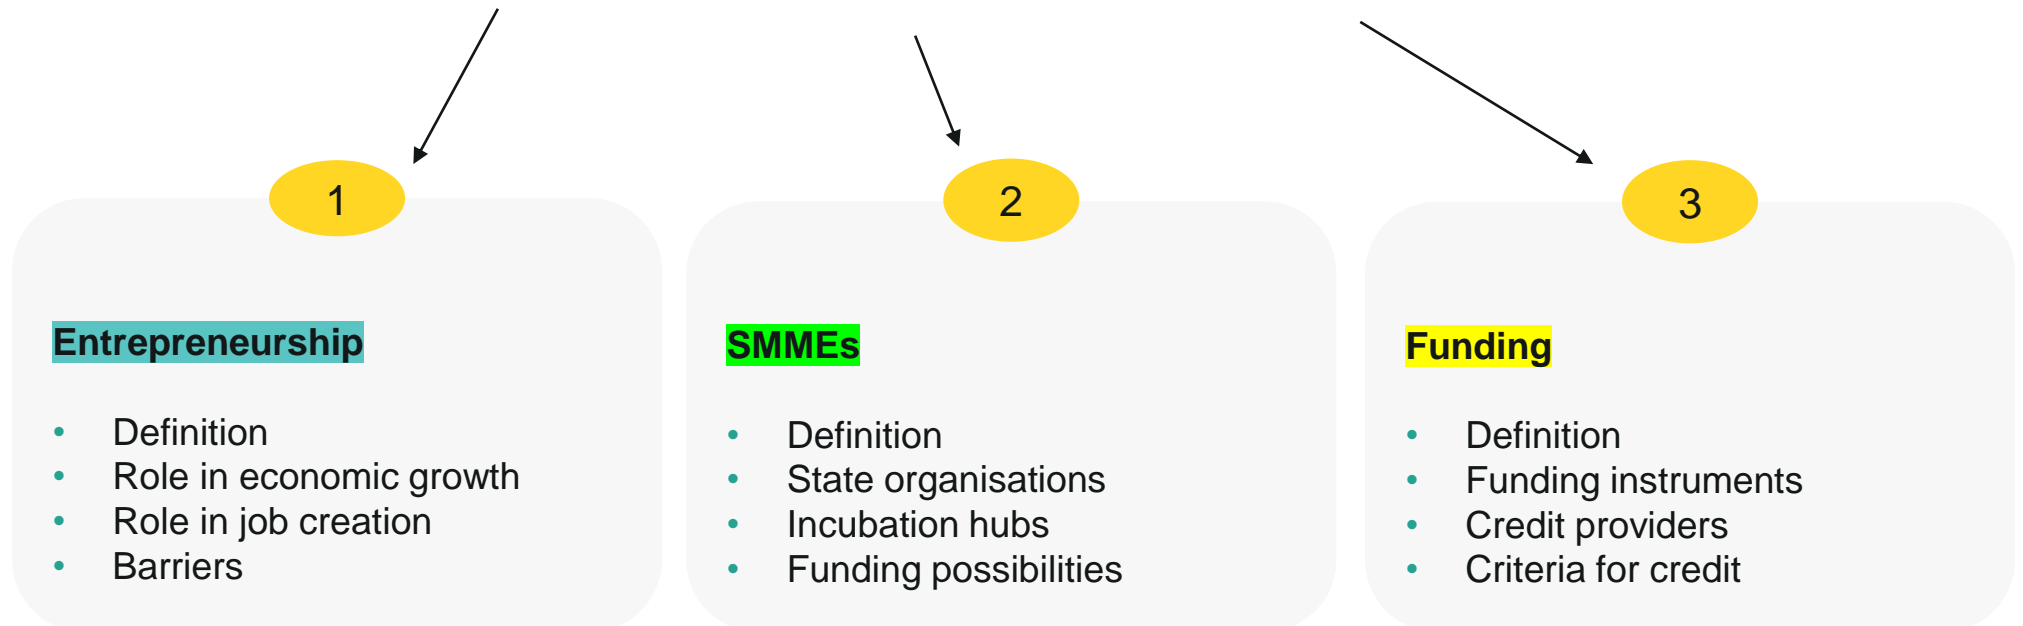 1
Entrepreneurship
• Definition
• Role in economic growth
• Role in job creation
• Barriers
2
SMMEs
• Definition
• State organisations
• Incubation hubs
• Funding possibilities
3
Funding
• Definition
• Funding instruments
• Credit providers
• Criteria for credit